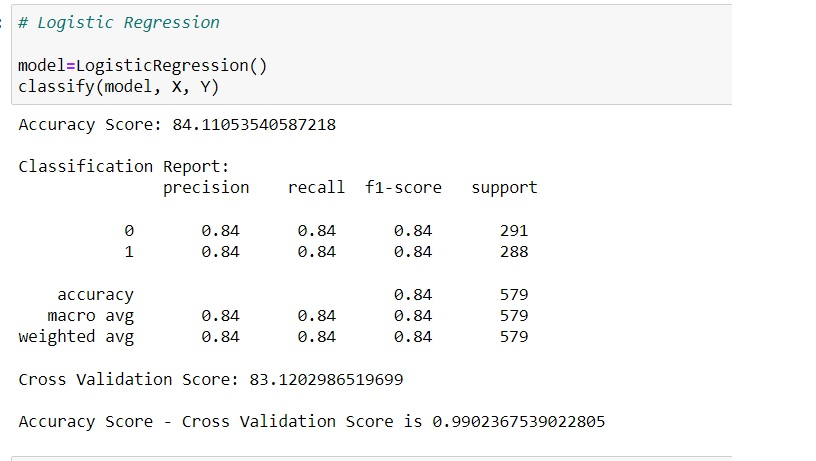 # Logistic Regression
model=LogisticRegression()
classify(model, X, Y)
Accuracy Score: 84.11053540587218
Classification Report:
precision recall f1-score support
0 0.84 0.84 0.84 291
1 0.84 0.84 0.84 288
accuracy 0.84 579
macro avg 0.84 0.84 0.84 579
weighted avg 0.84 0.84 0.84 579
Cross Validation Score: 83.1202986519699
Accuracy Score - Cross Validation Score is 0.9902367539022805